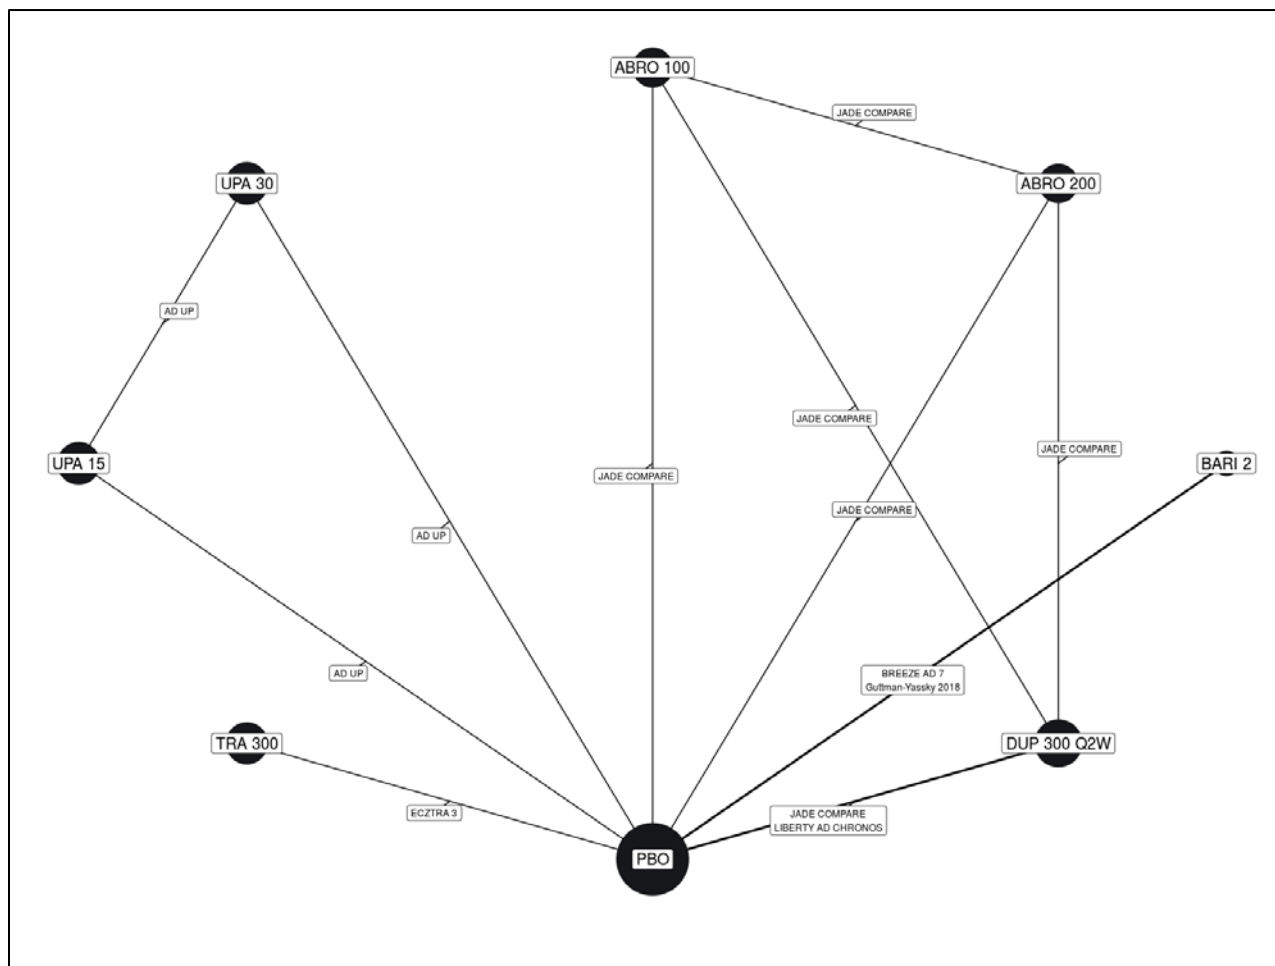 ABRO 100
JADE COMPARE
UPA 30
ABRO 200
AD UP
JADE COMPARE
JADE COMPARE
UPA 15
BARI 2
JADE COMPARE
JADE COMPARE
AD UP
AD UP
BREEZE AD 7
Guttman-Yassky 2018
TRA 300
DUP 300 Q2W
ECZTRA 3
JADE COMPARE
LIBERTY AD CHRONOS
PBO